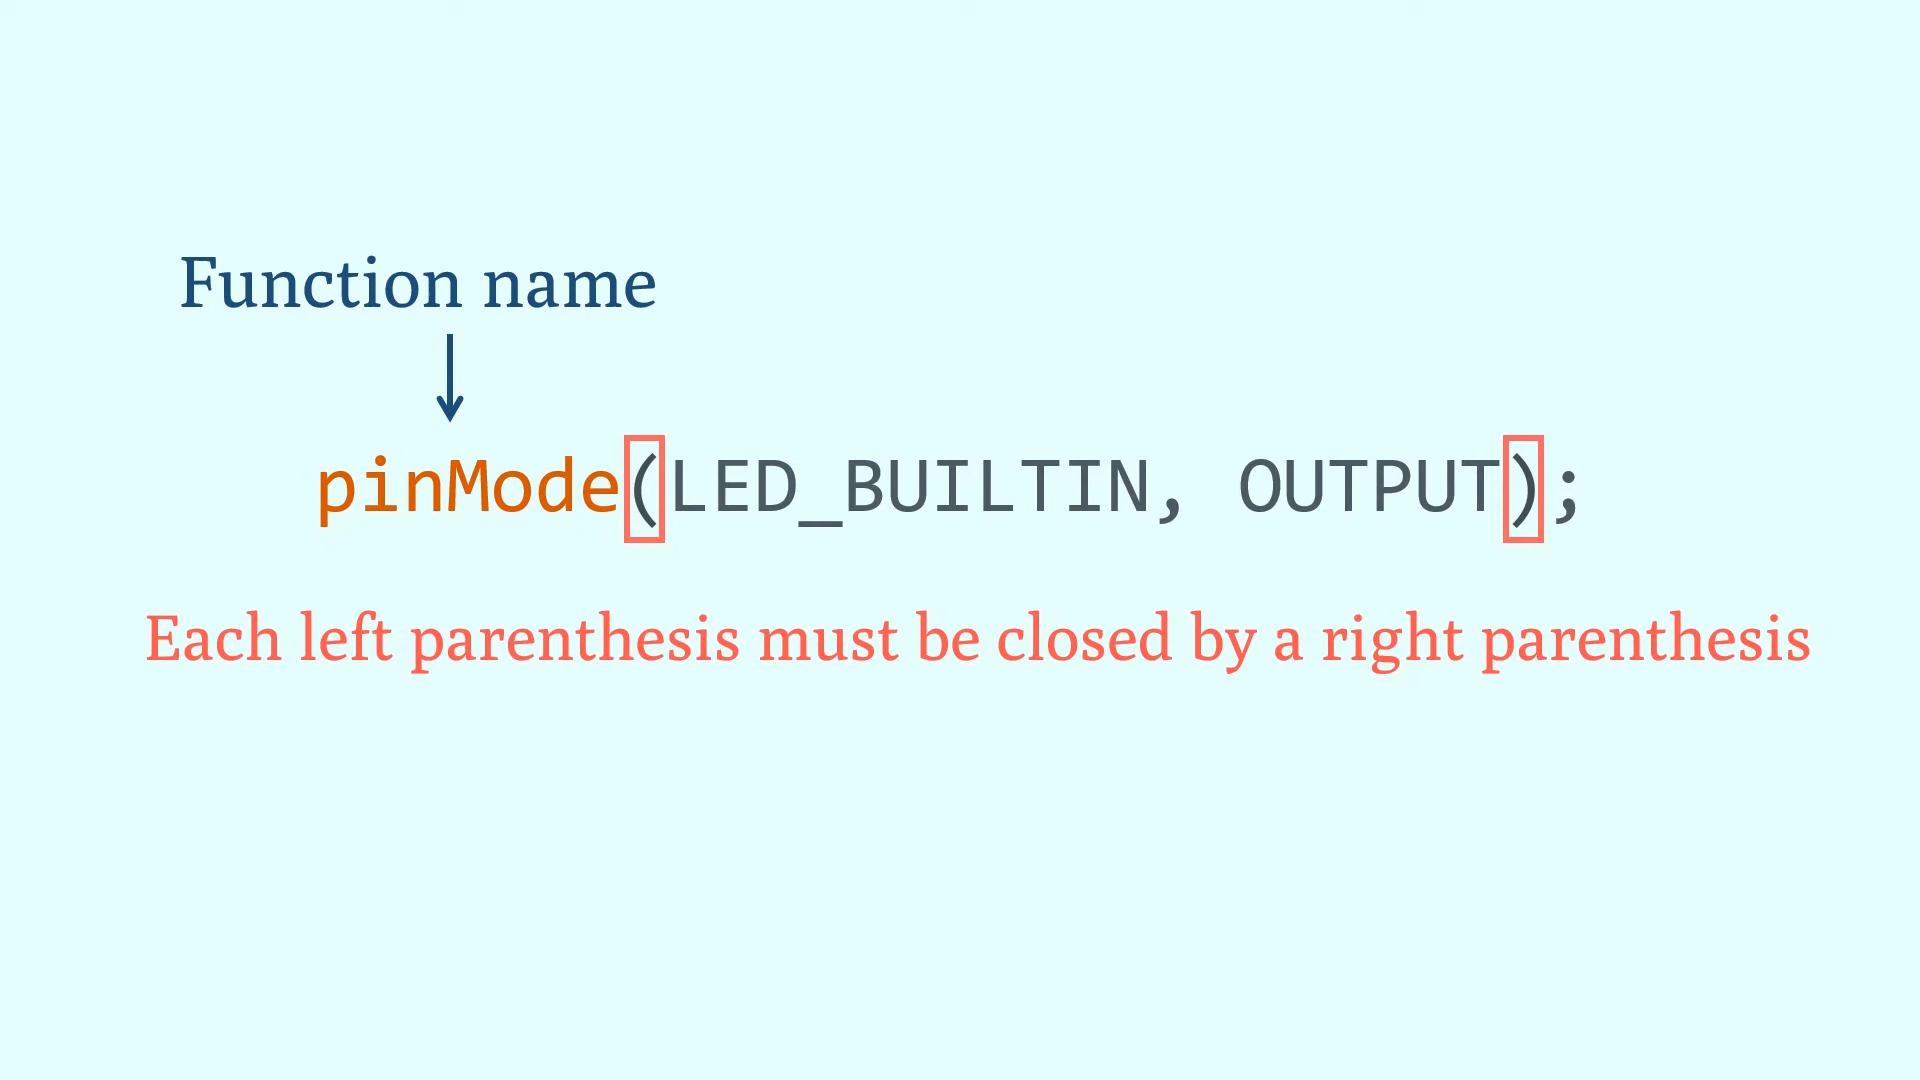 Function name
pinMode(LED_BUILTIN, OUTPUT);
Each left parenthesis must be closed by a right parenthesis